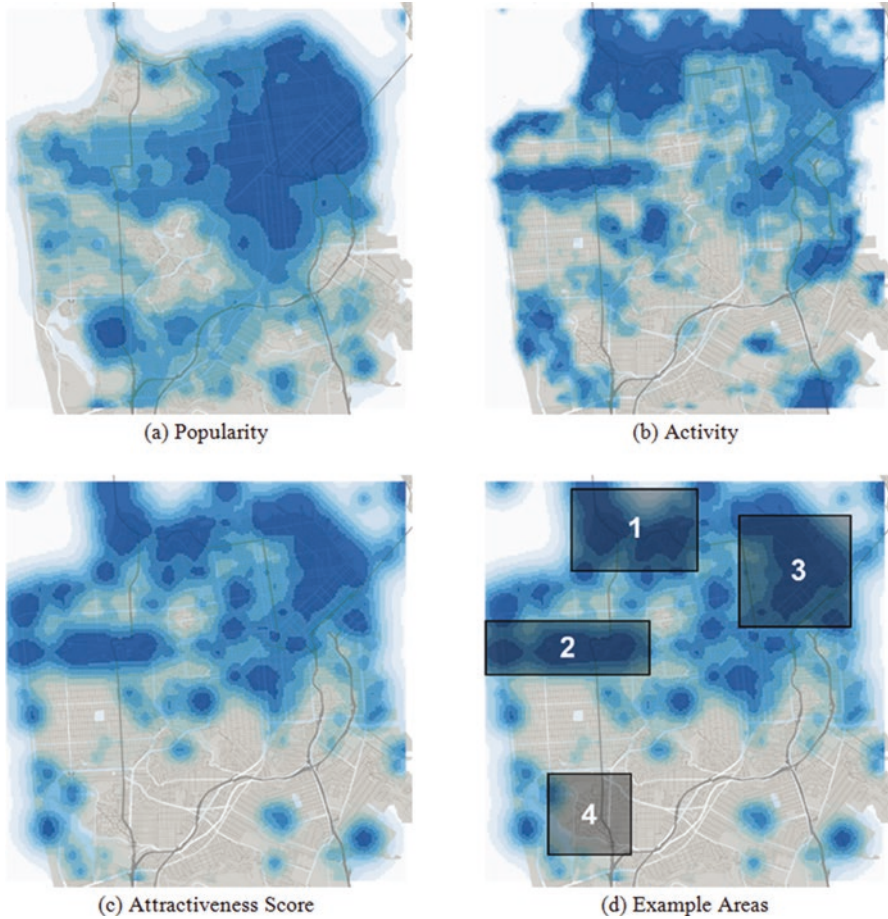 (a) Popularity
(b) Activity
(c) Attractiveness Score
1
3
2
4
(d) Example Areas